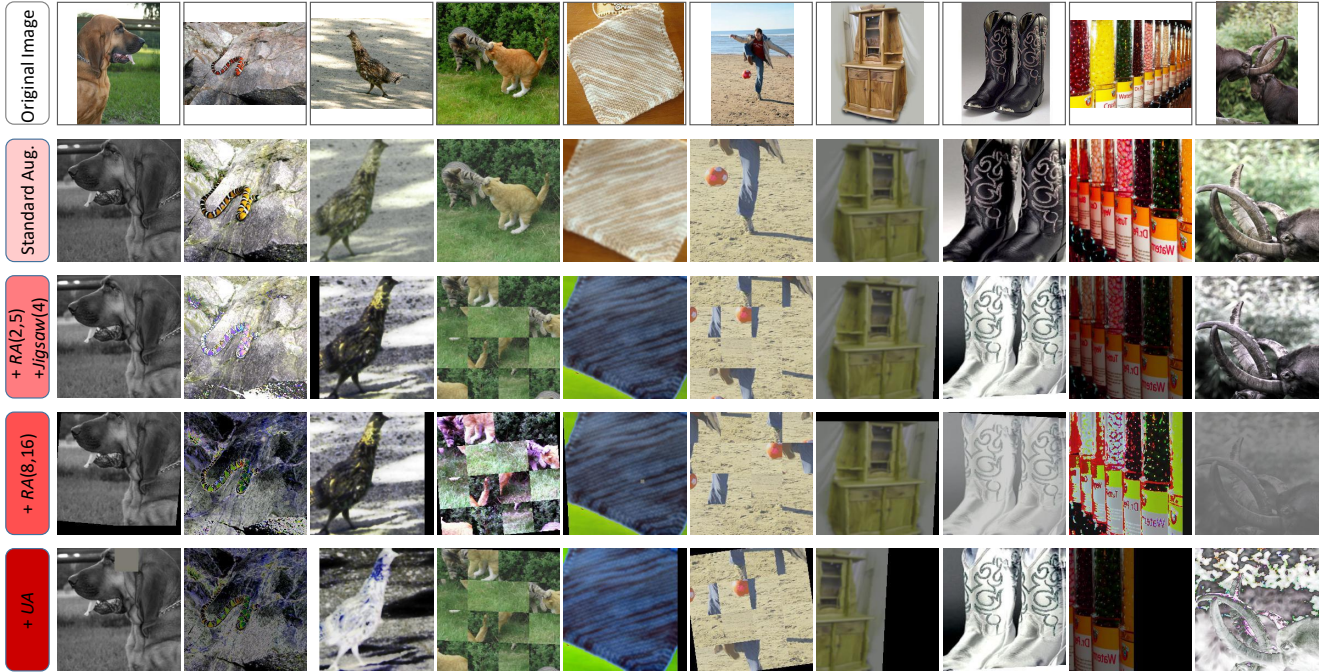 Original Image
Standard Aug.
+ RA(2,5)
+Jigsaw(4)
+ RA(8,16)
+ UA